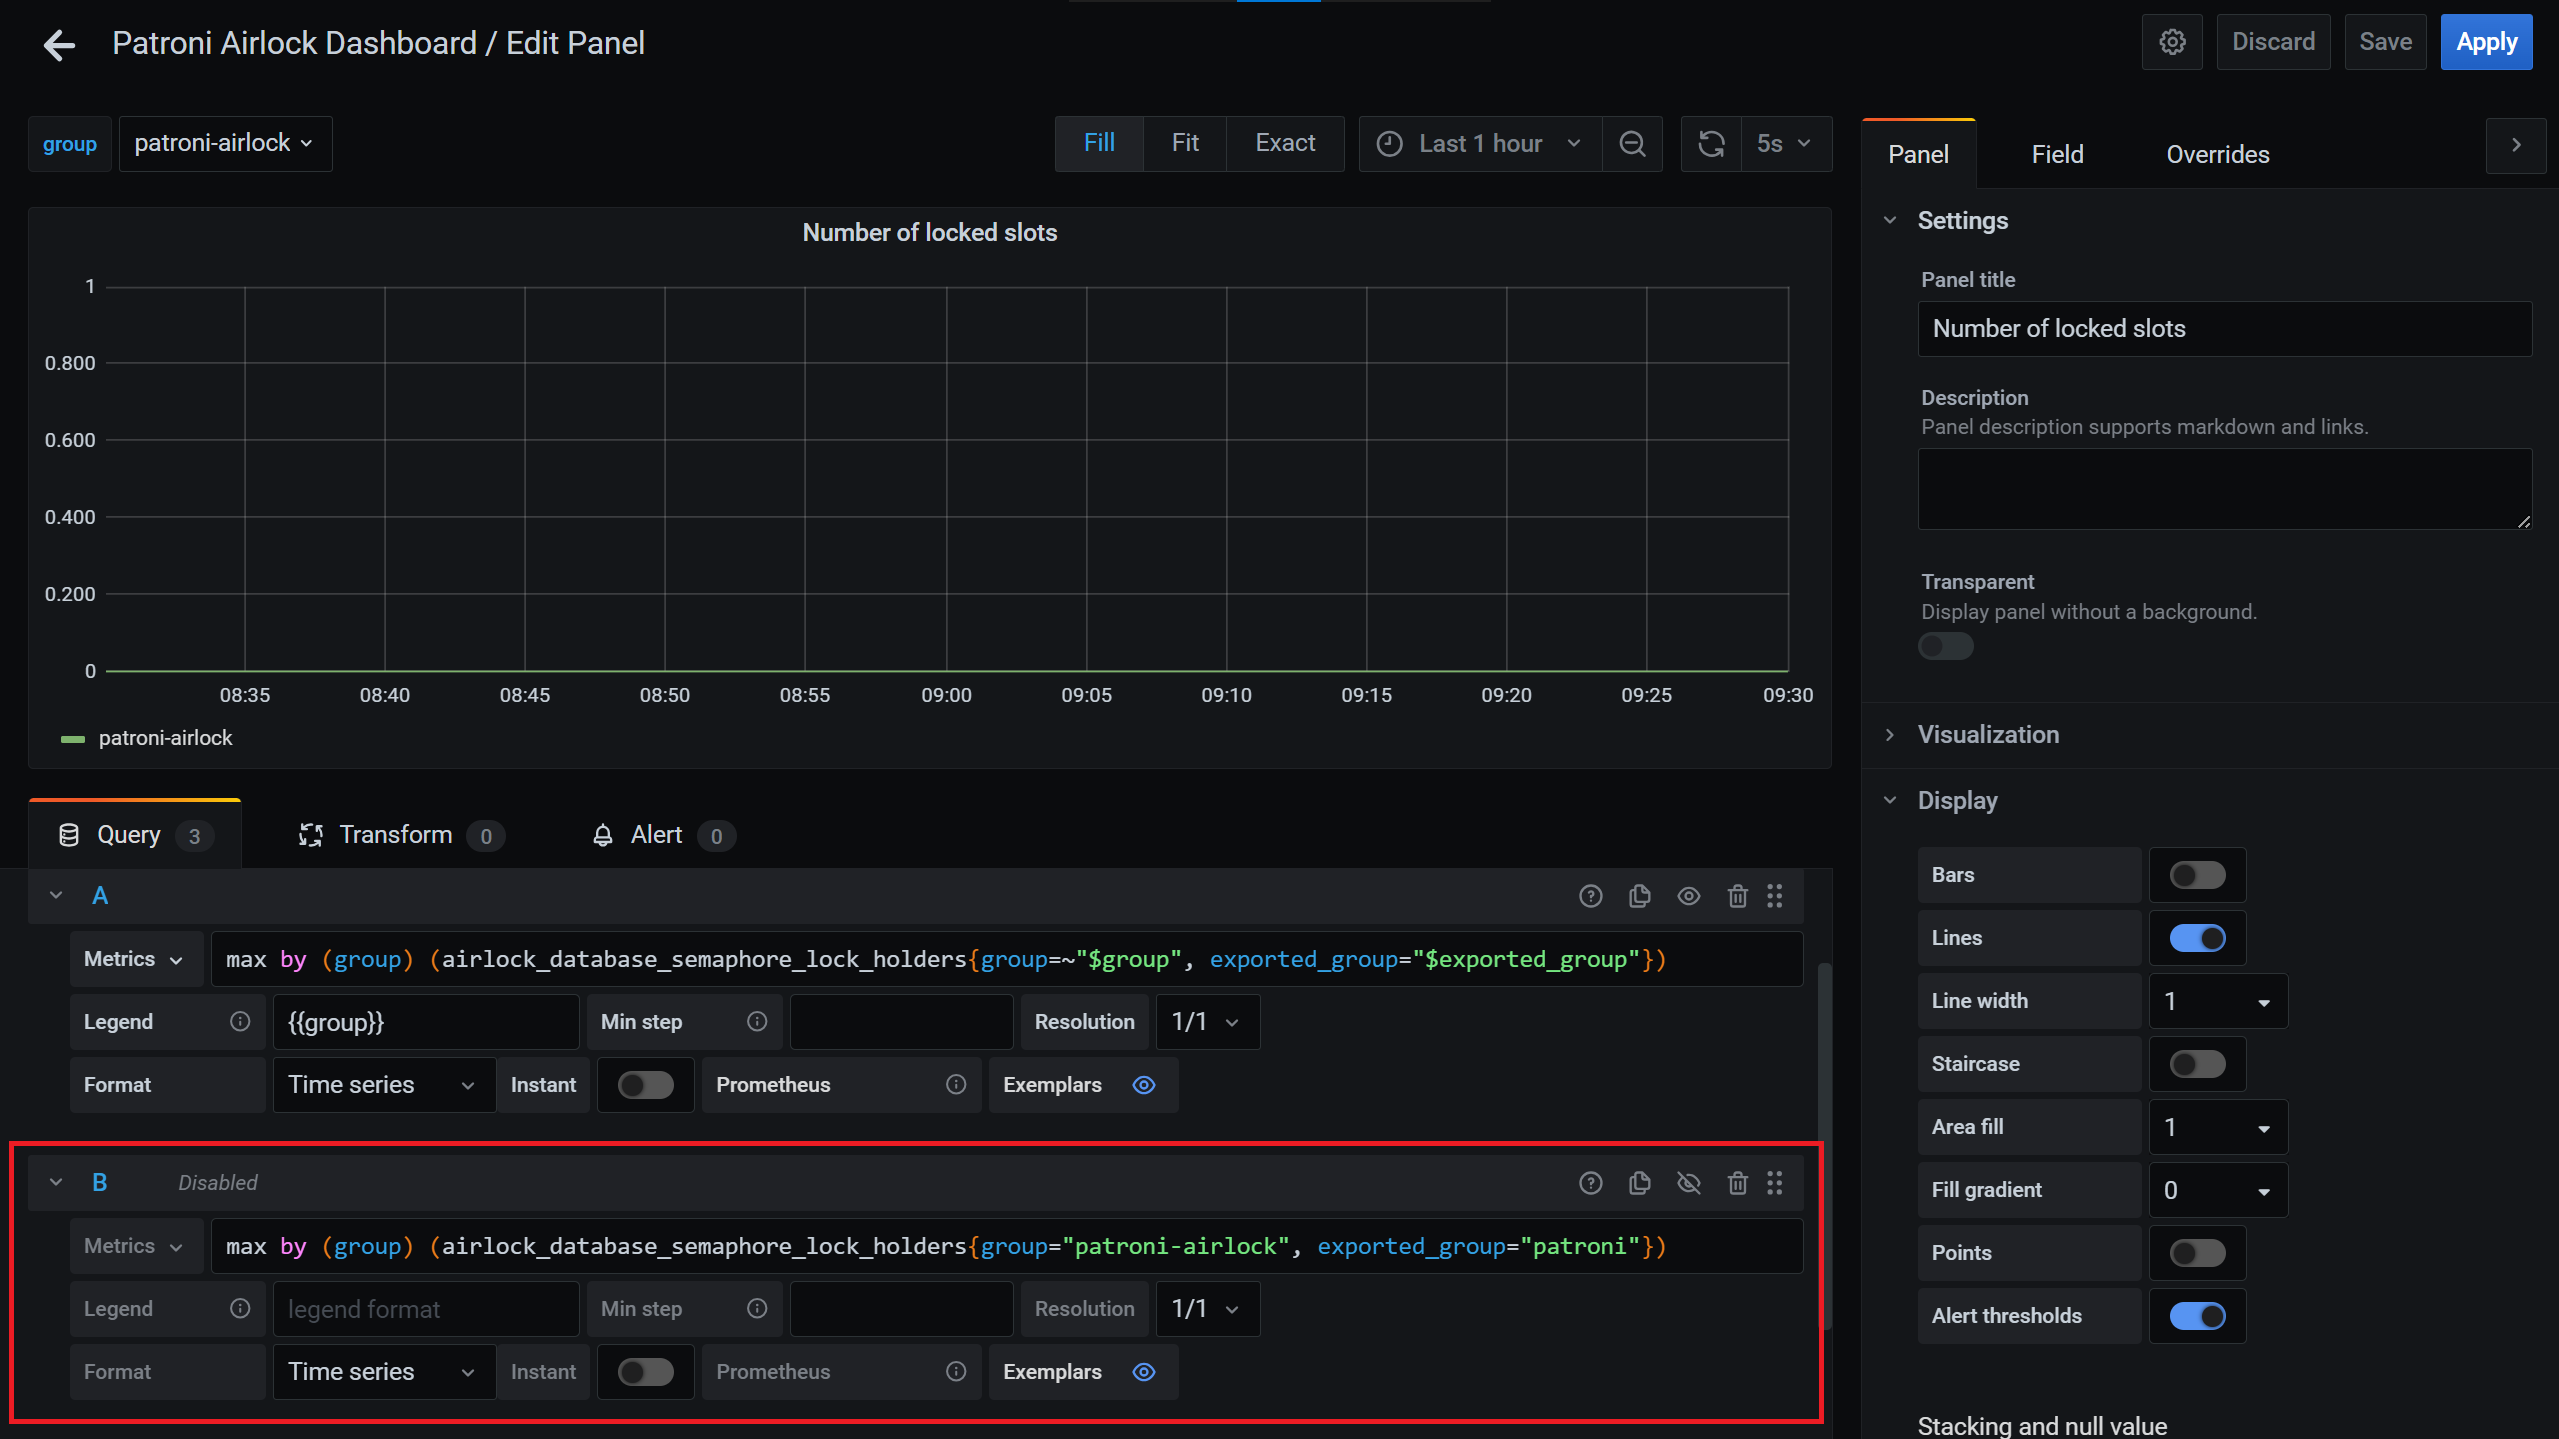 Patroni Airlock Dashboard / Edit Panel
Discard
Save
Apply
group
patroni-airlock
Fill
Fit
Exact
Last 1 hour
5s
Panel
Field
Overrides
Number of locked slots
1
0.800
0.600
0.400
0.200
0
08:35
08:40
08:45
08:50
08:55
09:00
09:05
09:10
09:15
09:20
09:25
09:30
patroni-airlock
Query 3
Transform 0
Alert 0
A
Metrics
max by (group) (airlock_database_semaphore_lock_holders{group=~"$group", exported_group="$exported_group"})
Legend
{{group}}
Min step
Resolution
1/1
Format
Time series
Instant
Prometheus
Exemplars
B
Disabled
Metrics
max by (group) (airlock_database_semaphore_lock_holders{group="patroni-airlock", exported_group="patroni"})
Legend
legend format
Min step
Resolution
1/1
Format
Time series
Instant
Prometheus
Exemplars
Settings
Panel title
Number of locked slots
Description
Panel description supports markdown and links.
Transparent
Display panel without a background.
Visualization
Display
Bars
Lines
Line width
1
Staircase
Area fill
1
Fill gradient
0
Points
Alert thresholds
Stacking and null value